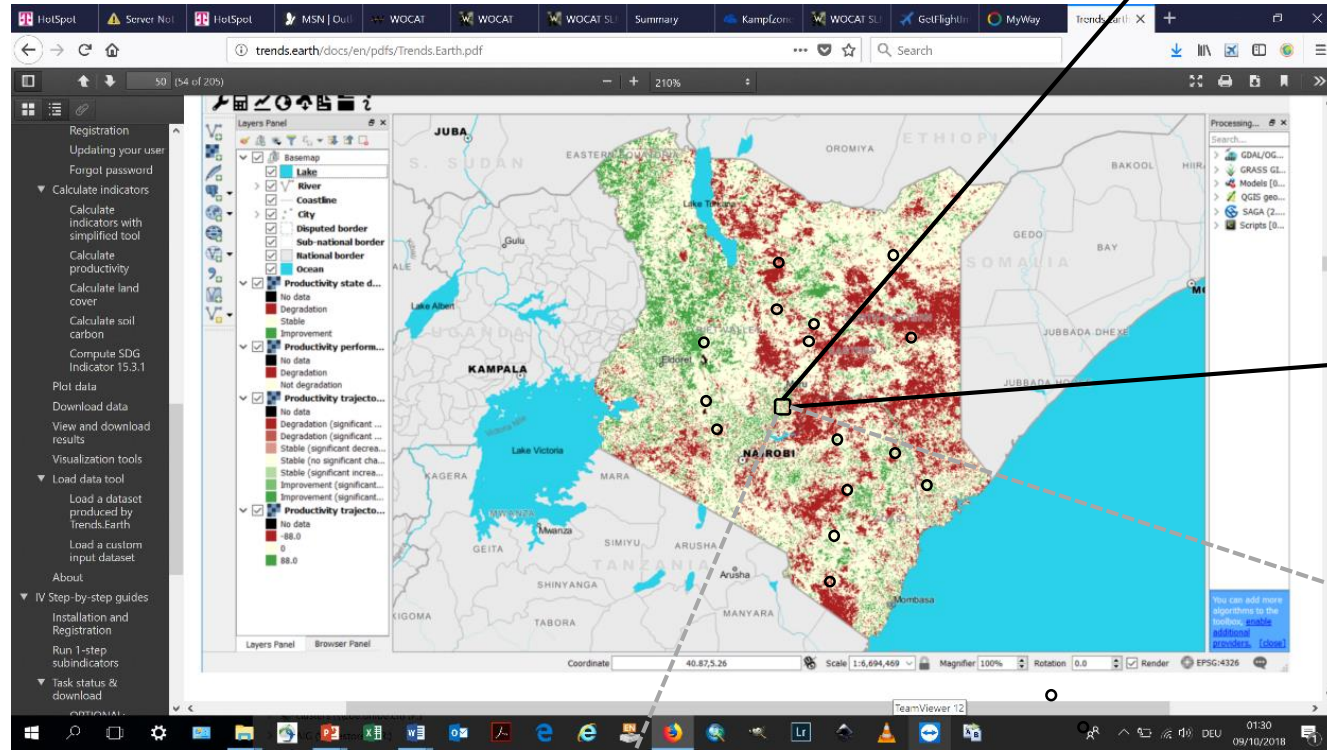 HotSpot
Server Not
HotSpot
MSN | Out
WOCAT
WOCAT
WOCAT SL
Summary
Kampfzon
WOCAT SL
GetFlightIn
MyWay
Trends.Earth
trends.earth/docs/en/pdfs/Trends.Earth.pdf
Search
50 (54 of 205)
210%
Registration
Updating your user
Forgot password
Calculate indicators
Calculate
indicators with
simplified tool
Calculate
productivity
Calculate land
cover
Calculate soil
carbon
Compute SDG
Indicator 15.3.1
Plot data
Download data
View and download
results
Visualization tools
Load data tool
Load a dataset
produced by
Trends.Earth
Load a custom
input dataset
About
IV Step-by-step guides
Installation and
Registration
Run 1-step
subindicators
Task status &
download
OPTIONAL:
Layers Panel
Basemap
Lake
River
Coastline
City
Disputed border
Sub-national border
National border
Ocean
Productivity state d...
No data
Degradation
Stable
Improvement
Productivity perform...
No data
Degradation
Not degradation
Productivity trajecto...
No data
Degradation (significant ...
Degradation (significant ...
Stable (significant decrea...
Stable (no significant cha...
Stable (significant increa...
Improvement (significant...
Improvement (significant...
Productivity trajecto...
No data
-88.0
0
88.0
Layers Panel
Browser Panel
JUBA
S. SUDAN
EASTERN EQUATORIA
ETHIOPI
OROMIYA
BAKOOL
HIIR
Lake Turkana
GEDO
BAY
SOMALIA
Gulu
ALE
Lake Albert
UGANDA
JUBBADA DHEXE
Eldoret
KAMPALA
JUBBADA HO
Lake Victoria
NAIROBI
KAGERA
MARA
MWANZA
Mwanza
GEITA
SIMIYU
ARUSHA
TANZANIA
Arusha
SHINYANGA
KIGOMA
TABORA
MANYARA
Mombasa
Processing...
Search...
GDAL/OG...
GRASS GI...
Models [0...
QGIS geo...
SAGA (2....
Scripts [0...
You can add more
algorithms to the
toolbox, enable
additional
providers. [close]
Coordinate
40.87,5.26
Scale 1:6,694,469
Magnifier 100%
Rotation 0.0
Render
EPSG:4326
TeamViewer 12
DEU
01:30
09/10/2018